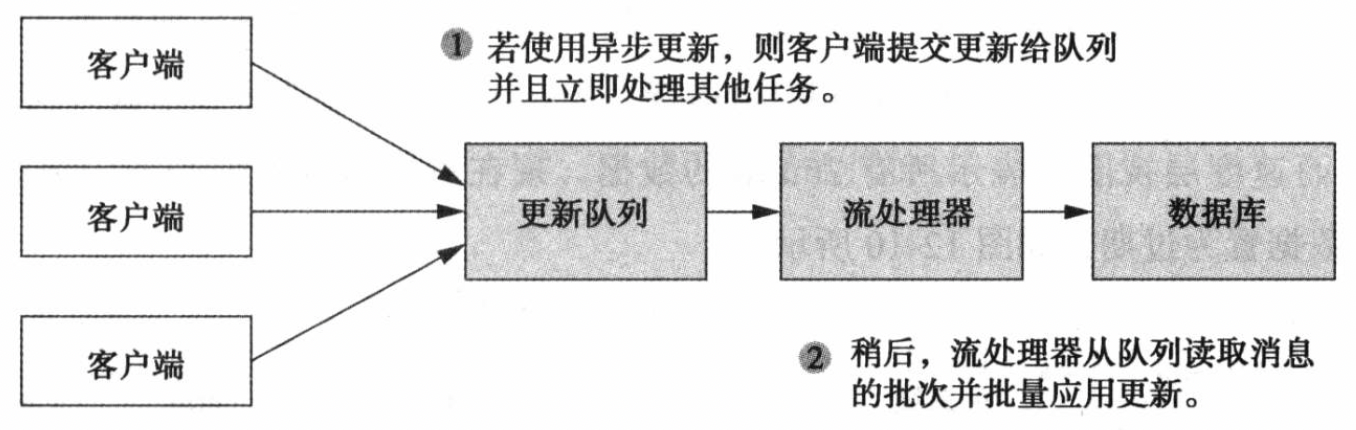 客户端
❶ 若使用异步更新，则客户端提交更新给队列
并且立即处理其他任务。
客户端
更新队列
流处理器
数据库
客户端
❷ 稍后，流处理器从队列读取消息
的批次并批量应用更新。